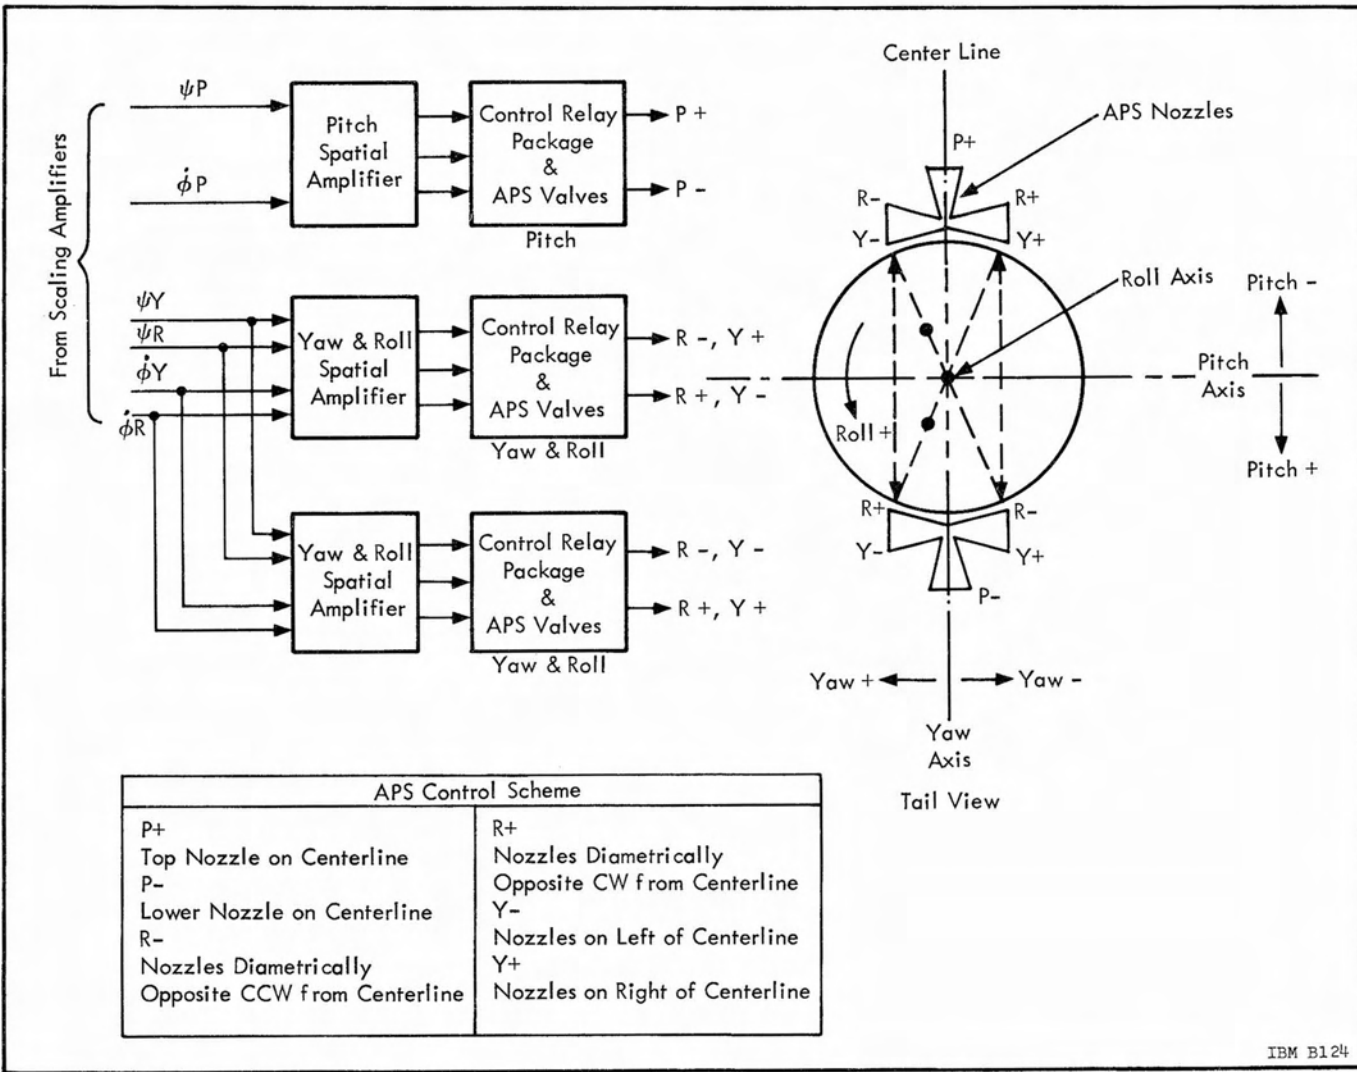 From Scaling Amplifiers
ψP
φ̇P
Pitch
Spatial
Amplifier
Control Relay
Package
&
APS Valves
Pitch
P +
P -
ψY
ψR
φ̇Y
φ̇R
Yaw & Roll
Spatial
Amplifier
Control Relay
Package
&
APS Valves
Yaw & Roll
R -, Y +
R +, Y -
Yaw & Roll
Spatial
Amplifier
Control Relay
Package
&
APS Valves
Yaw & Roll
R -, Y -
R +, Y +
Center Line
APS Nozzles
P+
R-
R+
Y-
Y+
Roll Axis
Pitch -
Pitch
Axis
Pitch +
Roll +
R+
R-
Y-
Y+
P-
Yaw +
Yaw -
Yaw
Axis
Tail View
APS Control Scheme
P+
Top Nozzle on Centerline
P-
Lower Nozzle on Centerline
R-
Nozzles Diametrically
Opposite CCW from Centerline
R+
Nozzles Diametrically
Opposite CW from Centerline
Y-
Nozzles on Left of Centerline
Y+
Nozzles on Right of Centerline
IBM B124